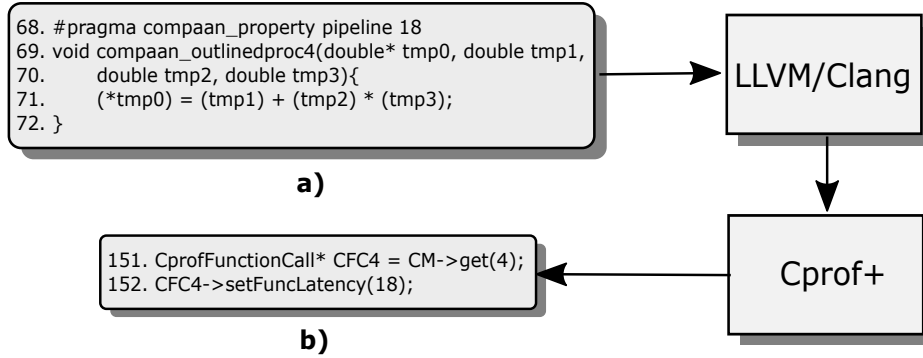 68. #pragma compaan_property pipeline 18
69. void compaan_outlinedproc4(double* tmp0, double tmp1,
70.     double tmp2, double tmp3){
71.     (*tmp0) = (tmp1) + (tmp2) * (tmp3);
72. }
a)
LLVM/Clang
Cprof+
151. CprofFunctionCall* CFC4 = CM->get(4);
152. CFC4->setFuncLatency(18);
b)